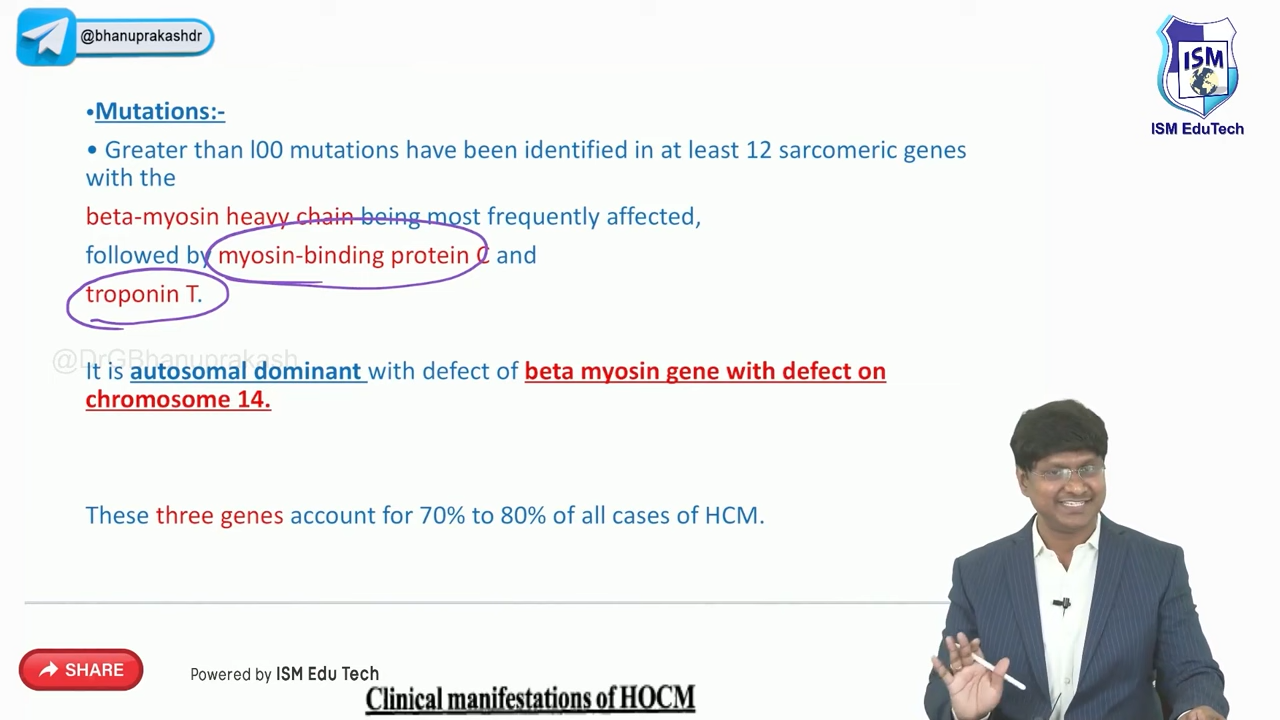 @bhanuprakashdr
ISM
ISM EduTech
•Mutations:-
• Greater than l00 mutations have been identified in at least 12 sarcomeric genes
with the
beta-myosin heavy chain being most frequently affected,
followed by myosin-binding protein C and
troponin T.
@DrGBhanuprakash
It is autosomal dominant with defect of beta myosin gene with defect on
chromosome 14.
These three genes account for 70% to 80% of all cases of HCM.
SHARE
Powered by ISM Edu Tech
Clinical manifestations of HOCM